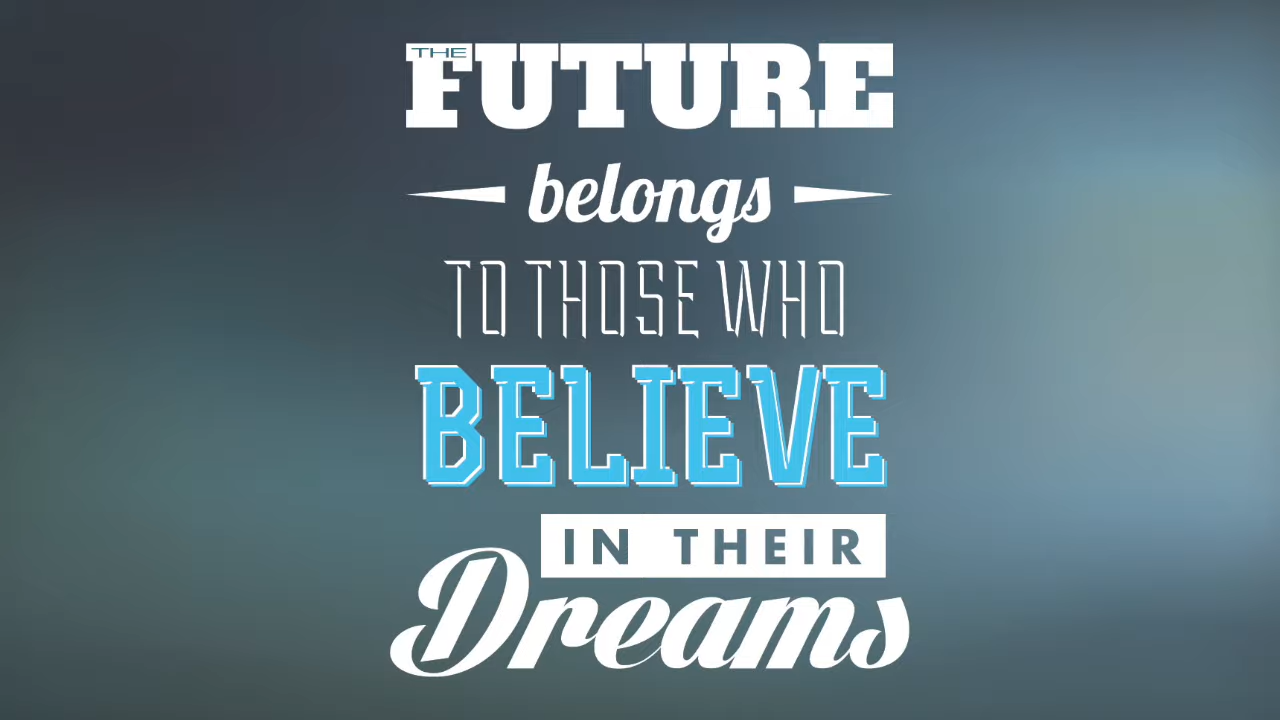 THE
FUTURE
belongs
TO THOSE WHO
BELIEVE
IN THEIR
Dreams